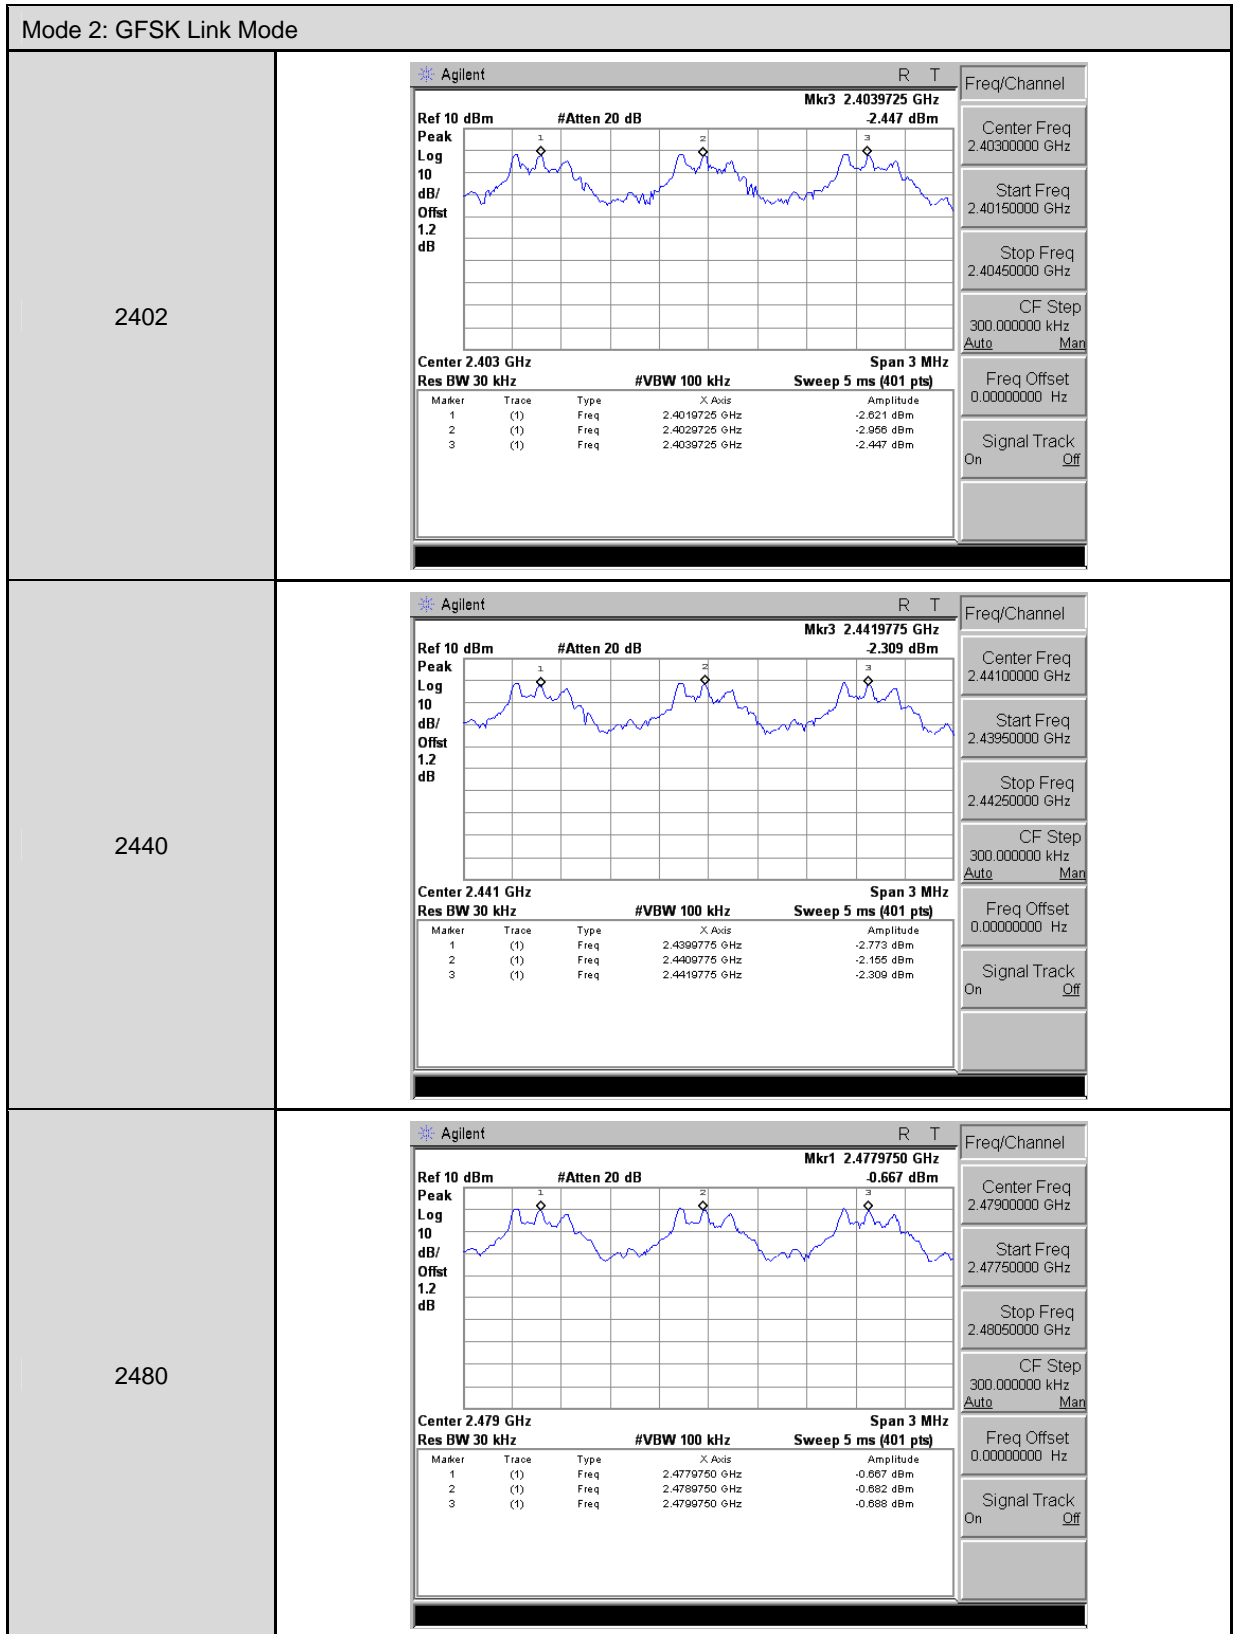 Mode 2: GFSK Link Mode
2402
Agilent R T
Mkr3 2.4039725 GHz
Ref 10 dBm #Atten 20 dB -2.447 dBm
Peak
Log
10
dB/
Offst
1.2
dB
1 2 3
Center 2.403 GHz Span 3 MHz
Res BW 30 kHz #VBW 100 kHz Sweep 5 ms (401 pts)
Marker Trace Type X Axis Amplitude
1 (1) Freq 2.4019725 GHz -2.621 dBm
2 (1) Freq 2.4029725 GHz -2.956 dBm
3 (1) Freq 2.4039725 GHz -2.447 dBm
Freq/Channel
Center Freq
2.40300000 GHz
Start Freq
2.40150000 GHz
Stop Freq
2.40450000 GHz
CF Step
300.000000 kHz
Auto Man
Freq Offset
0.00000000 Hz
Signal Track
On Off
2440
Agilent R T
Mkr3 2.4419775 GHz
Ref 10 dBm #Atten 20 dB -2.309 dBm
Peak
Log
10
dB/
Offst
1.2
dB
1 2 3
Center 2.441 GHz Span 3 MHz
Res BW 30 kHz #VBW 100 kHz Sweep 5 ms (401 pts)
Marker Trace Type X Axis Amplitude
1 (1) Freq 2.4399775 GHz -2.773 dBm
2 (1) Freq 2.4409775 GHz -2.155 dBm
3 (1) Freq 2.4419775 GHz -2.309 dBm
Freq/Channel
Center Freq
2.44100000 GHz
Start Freq
2.43950000 GHz
Stop Freq
2.44250000 GHz
CF Step
300.000000 kHz
Auto Man
Freq Offset
0.00000000 Hz
Signal Track
On Off
2480
Agilent R T
Mkr1 2.4779750 GHz
Ref 10 dBm #Atten 20 dB -0.667 dBm
Peak
Log
10
dB/
Offst
1.2
dB
1 2 3
Center 2.479 GHz Span 3 MHz
Res BW 30 kHz #VBW 100 kHz Sweep 5 ms (401 pts)
Marker Trace Type X Axis Amplitude
1 (1) Freq 2.4779750 GHz -0.667 dBm
2 (1) Freq 2.4789750 GHz -0.682 dBm
3 (1) Freq 2.4799750 GHz -0.688 dBm
Freq/Channel
Center Freq
2.47900000 GHz
Start Freq
2.47750000 GHz
Stop Freq
2.48050000 GHz
CF Step
300.000000 kHz
Auto Man
Freq Offset
0.00000000 Hz
Signal Track
On Off